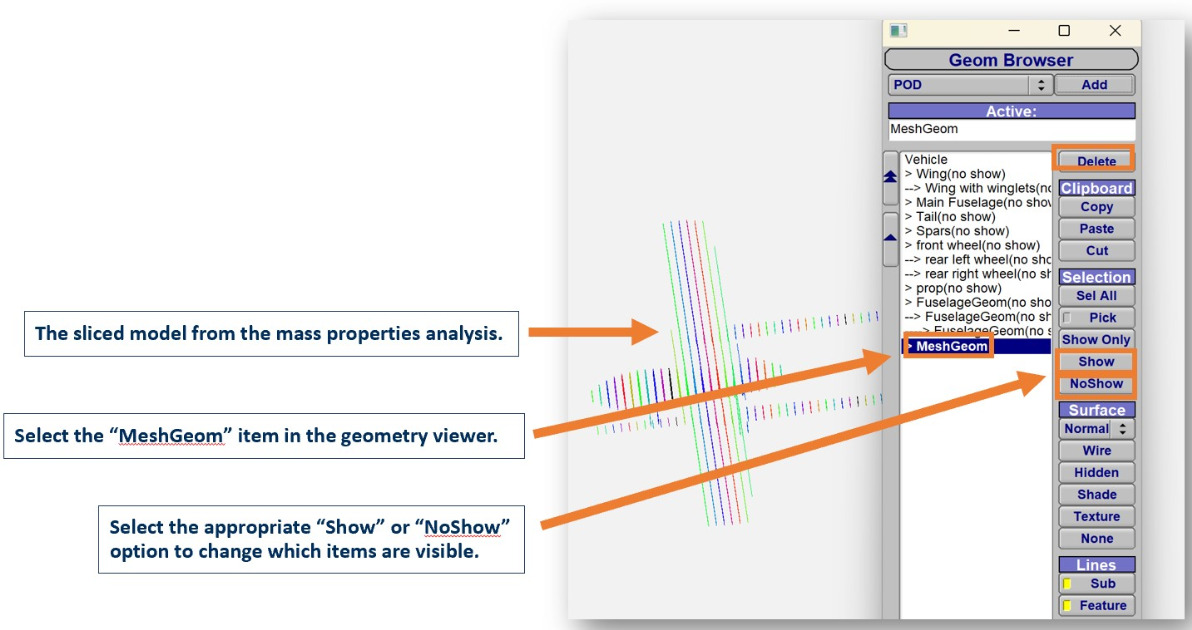 The sliced model from the mass properties analysis.
Select the “MeshGeom” item in the geometry viewer.
Select the appropriate “Show” or “NoShow”
option to change which items are visible.
Geom Browser
POD
Add
Active:
MeshGeom
Vehicle
> Wing(no show)
--> Wing with winglets(no
> Main Fuselage(no show
> Tail(no show)
> Spars(no show)
> front wheel(no show)
--> rear left wheel(no sho
--> rear right wheel(no sh
> prop(no show)
> FuselageGeom(no sho
--> FuselageGeom(no sh
----> FuselageGeom(no s
> MeshGeom
Delete
Clipboard
Copy
Paste
Cut
Selection
Sel All
Pick
Show Only
Show
NoShow
Surface
Normal
Wire
Hidden
Shade
Texture
None
Lines
Sub
Feature